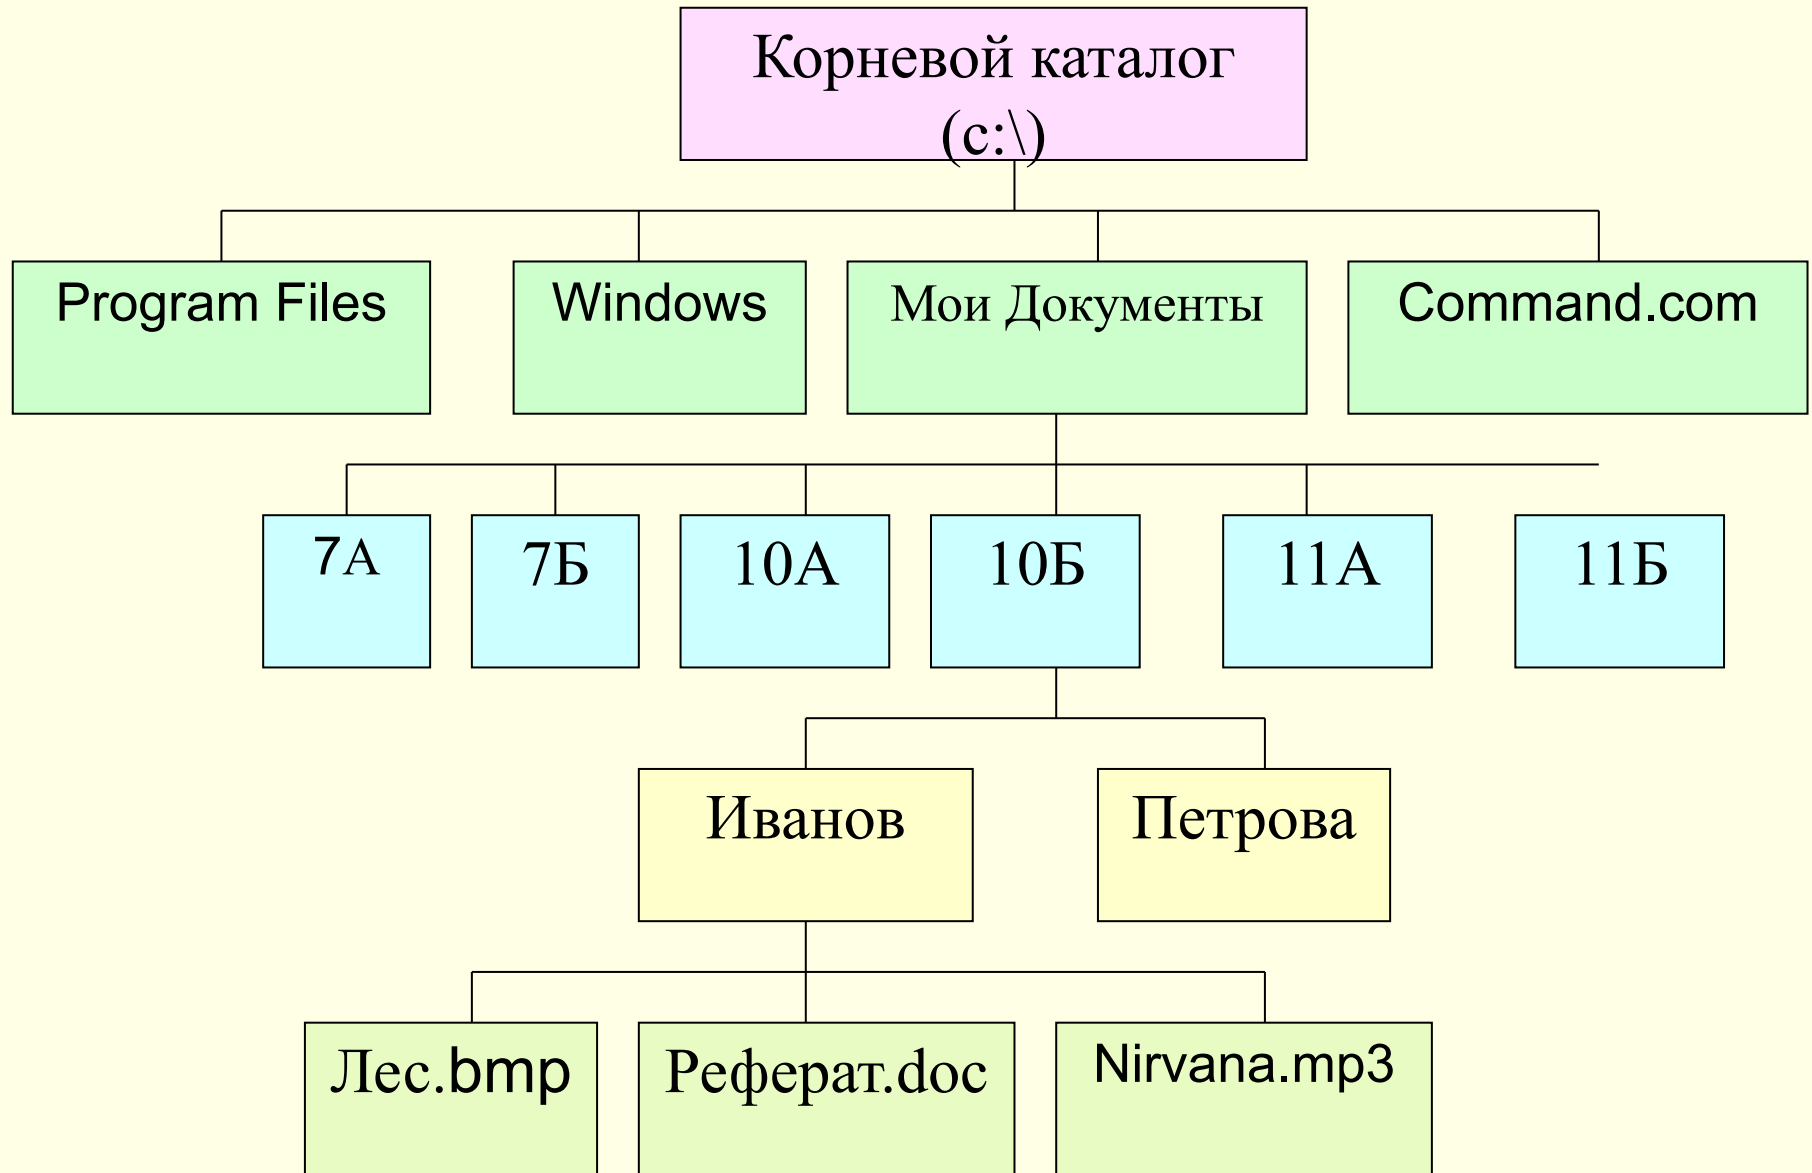 Корневой каталог
(c:\)
Program Files
Windows
Мои Документы
Command.com
7А
7Б
10А
10Б
11А
11Б
Иванов
Петрова
Лес.bmp
Реферат.doc
Nirvana.mp3